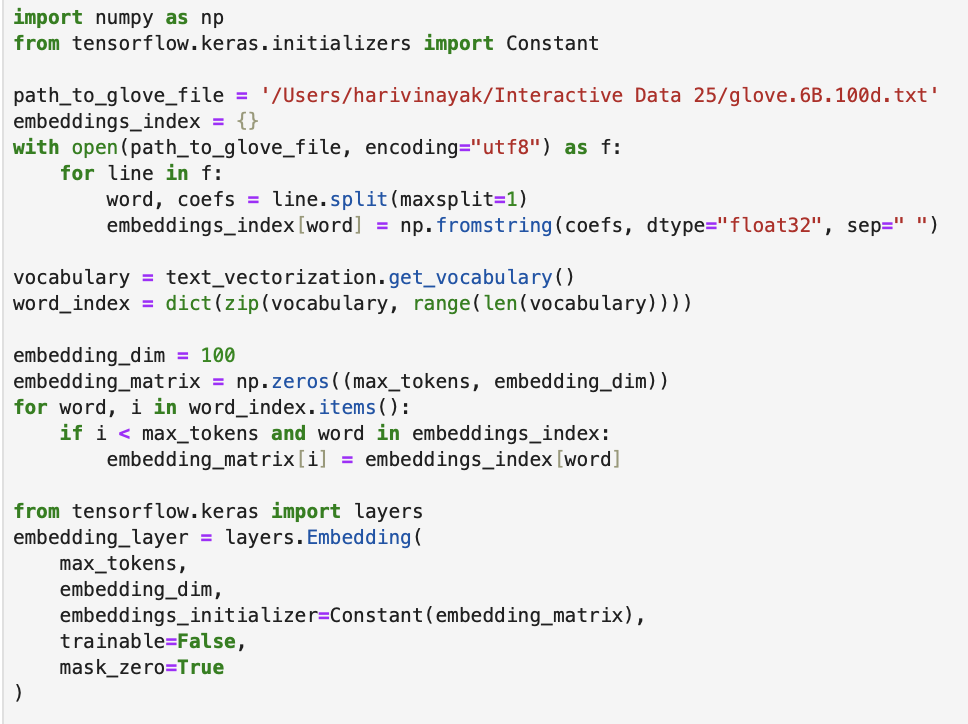 import numpy as np
from tensorflow.keras.initializers import Constant

path_to_glove_file = '/Users/harivinayak/Interactive Data 25/glove.6B.100d.txt'
embeddings_index = {}
with open(path_to_glove_file, encoding="utf8") as f:
    for line in f:
        word, coefs = line.split(maxsplit=1)
        embeddings_index[word] = np.fromstring(coefs, dtype="float32", sep=" ")

vocabulary = text_vectorization.get_vocabulary()
word_index = dict(zip(vocabulary, range(len(vocabulary))))

embedding_dim = 100
embedding_matrix = np.zeros((max_tokens, embedding_dim))
for word, i in word_index.items():
    if i < max_tokens and word in embeddings_index:
        embedding_matrix[i] = embeddings_index[word]

from tensorflow.keras import layers
embedding_layer = layers.Embedding(
    max_tokens,
    embedding_dim,
    embeddings_initializer=Constant(embedding_matrix),
    trainable=False,
    mask_zero=True
)